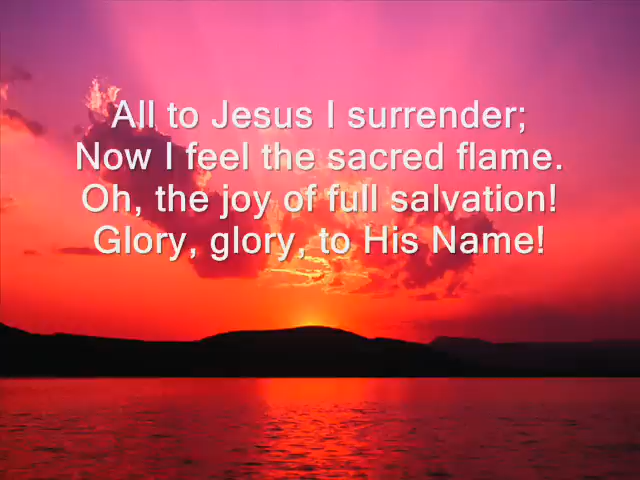 All to Jesus I surrender;
Now I feel the sacred flame.
Oh, the joy of full salvation!
Glory, glory, to His Name!